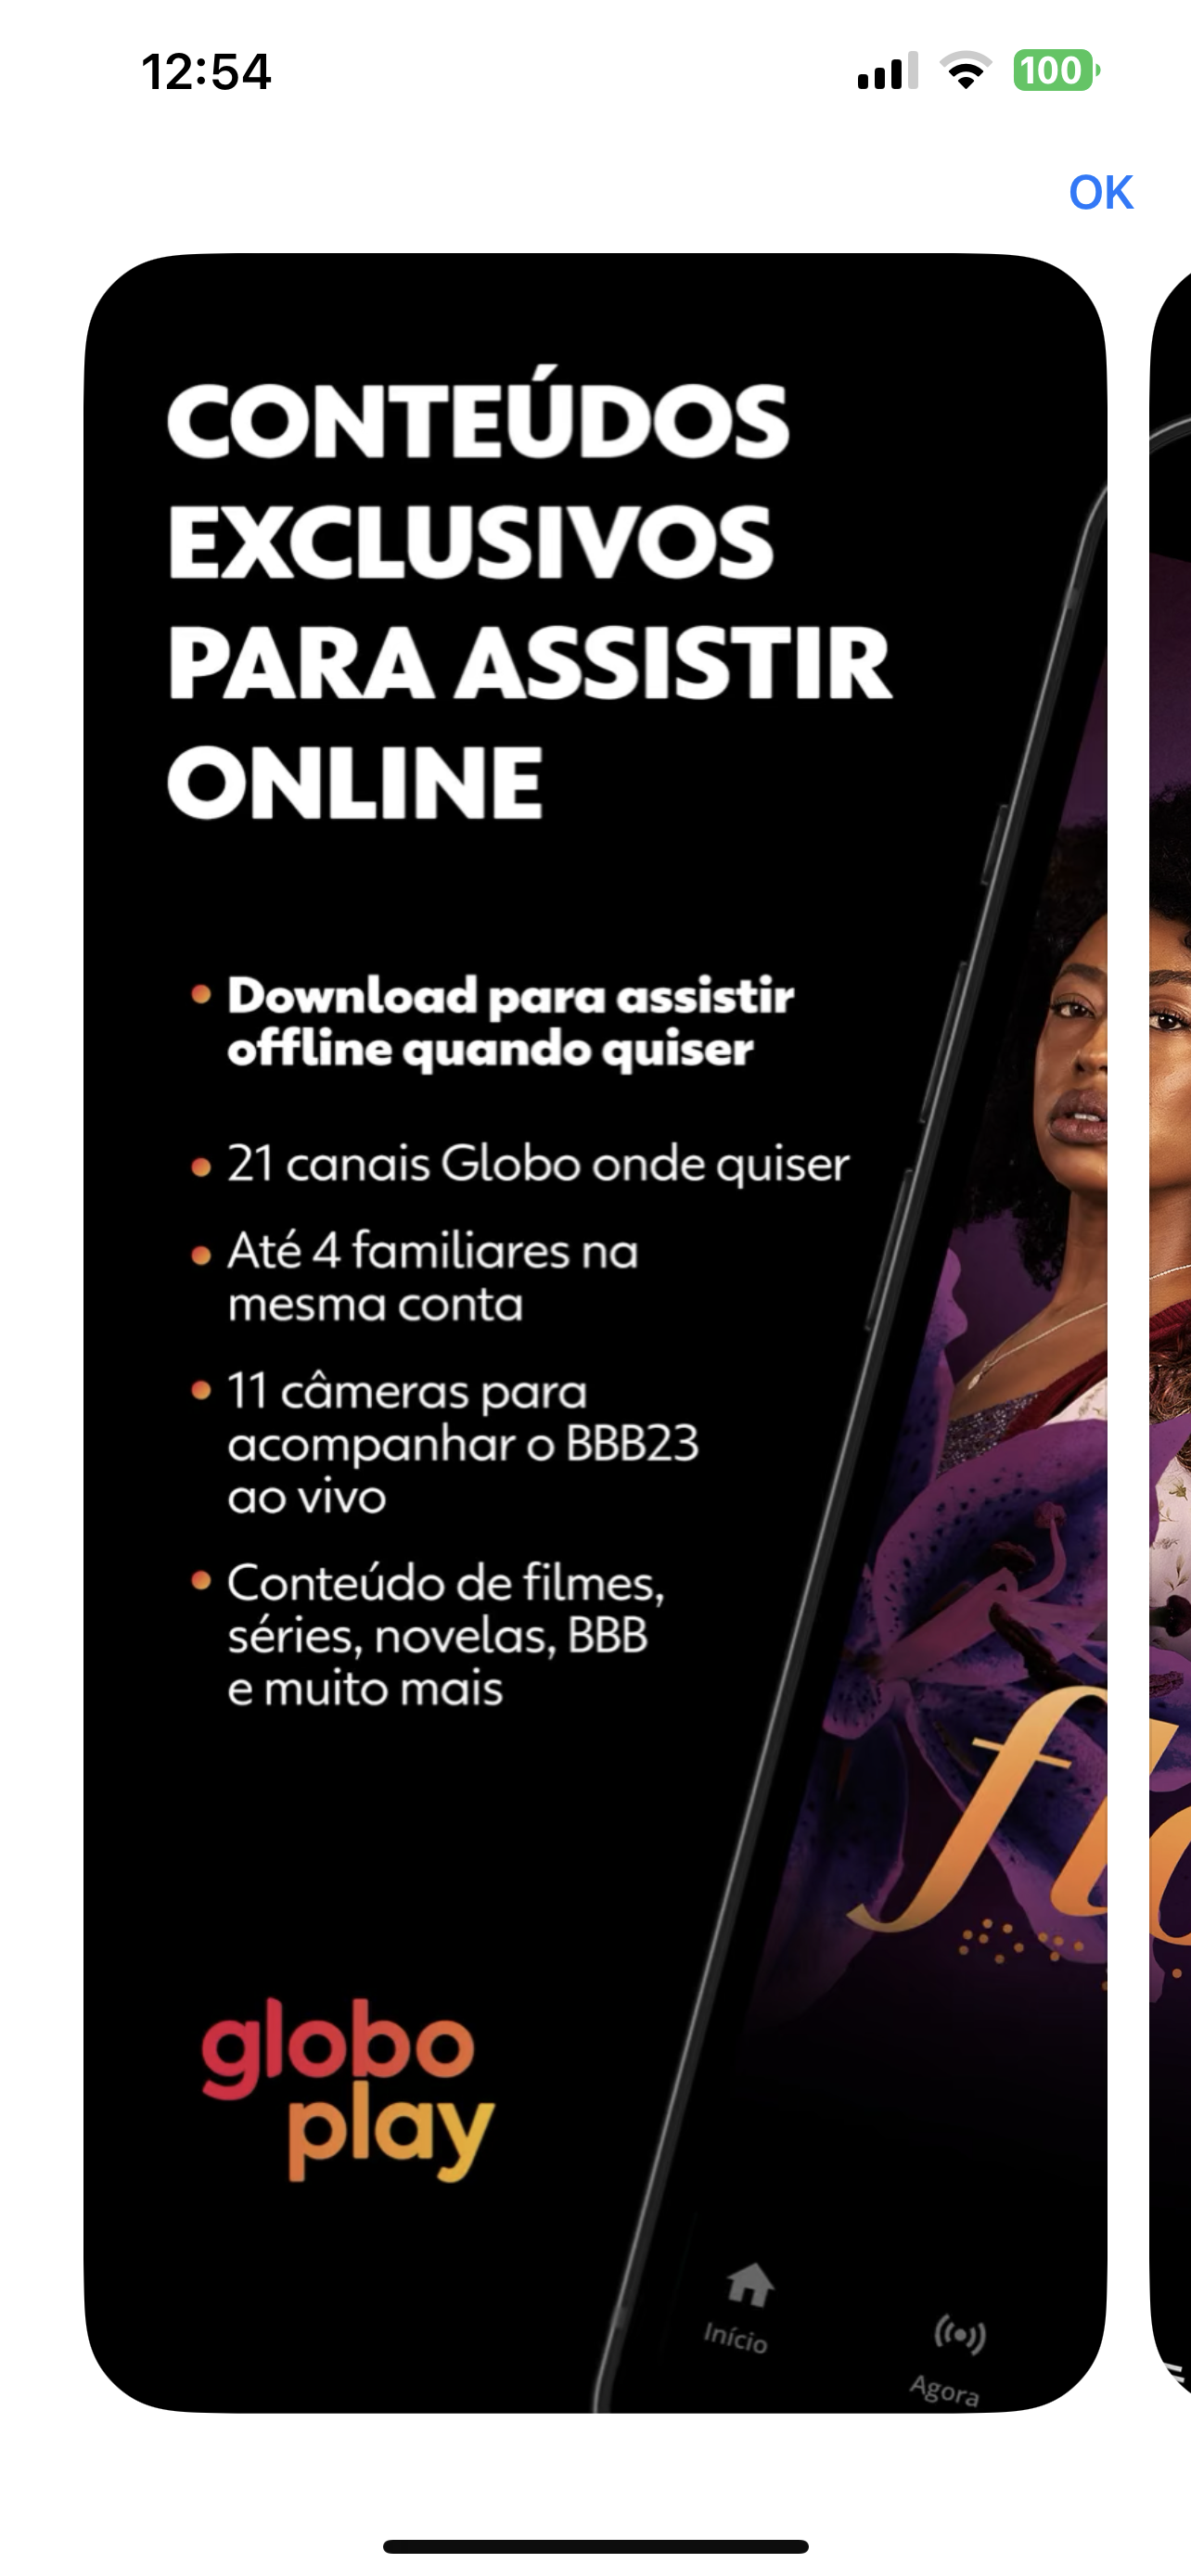 12:54
100
OK
CONTEÚDOS
EXCLUSIVOS
PARA ASSISTIR
ONLINE
Download para assistir
offline quando quiser
21 canais Globo onde quiser
Até 4 familiares na
mesma conta
11 câmeras para
acompanhar o BBB23
ao vivo
Conteúdo de filmes,
séries, novelas, BBB
e muito mais
globo
play
Início
Agora